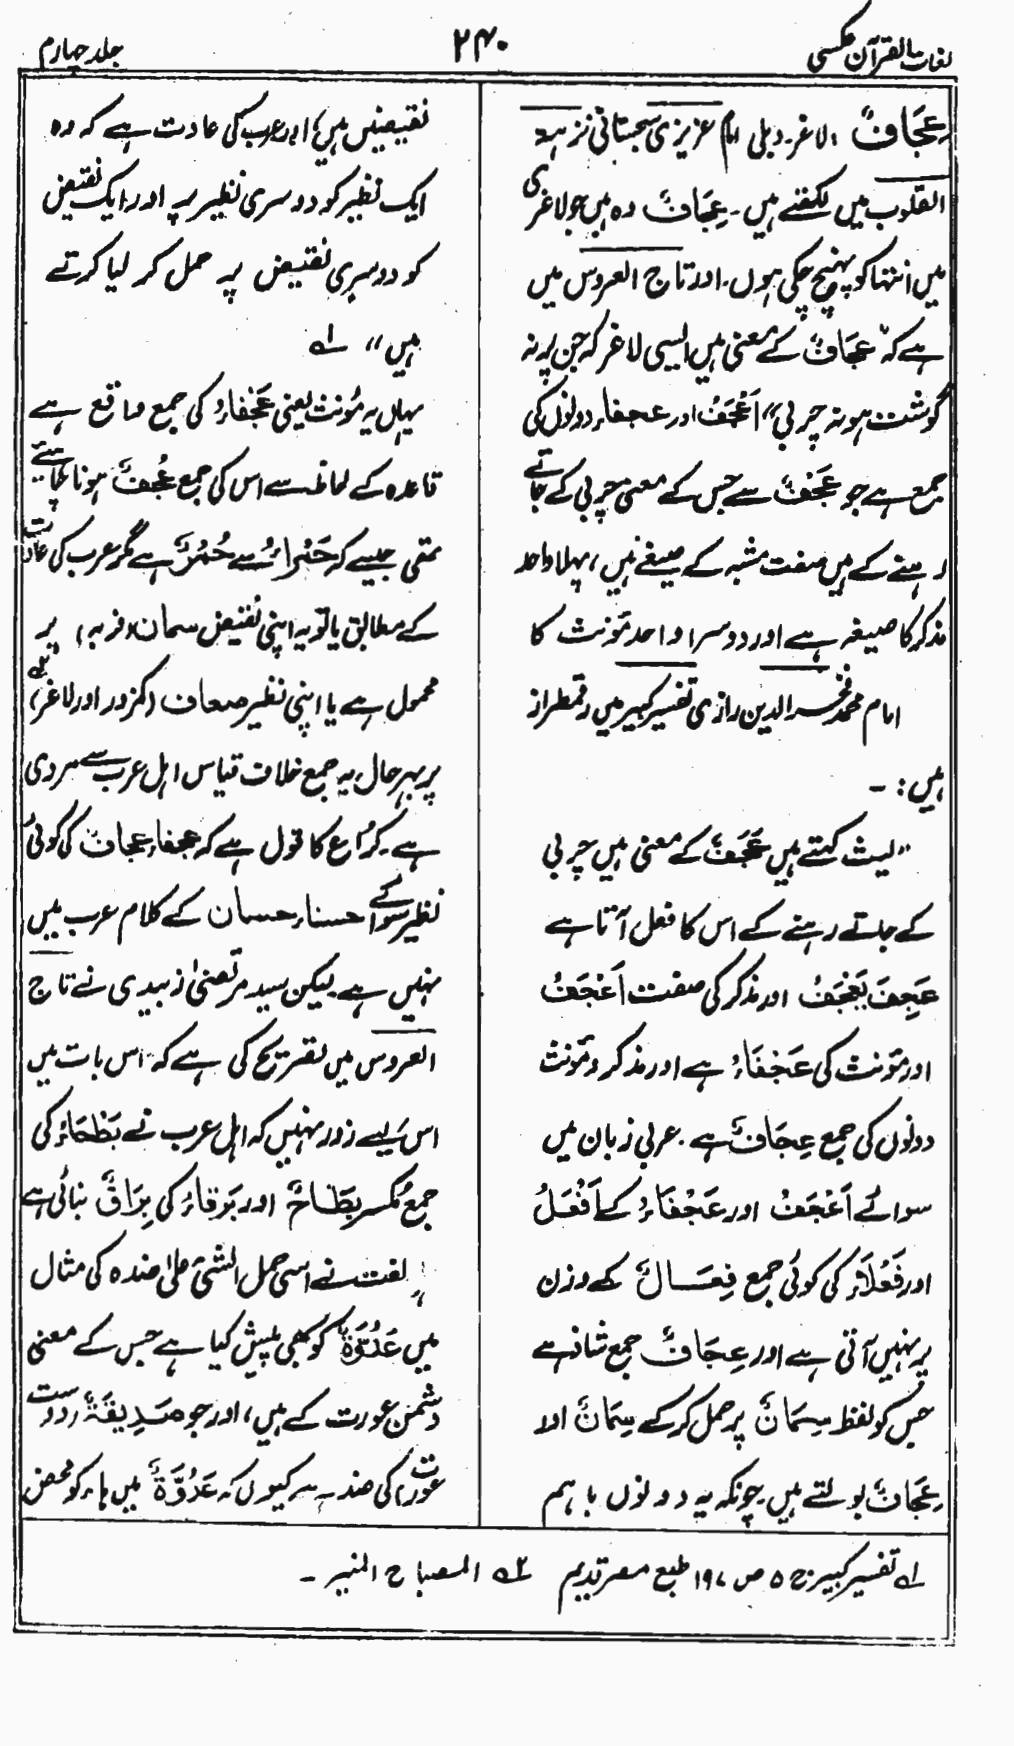 لغات القرآن عکسی
۲۴۰
جلد چہارم
عِجَافٌ، لاغر۔ دبلی امام عزیزی سجستانی نزہۃ
القلوب میں لکھتے ہیں۔ عِجَافٌ وہ ہیں جو لاغری
میں انتہا کو پہنچ چکی ہوں۔ اور تاج العروس میں
ہے کہ "عِجَافٌ کے معنی ہیں ایسی لاغر کہ جن پہ نہ
گوشت ہو نہ چربی" اَعْجَفُ اور عجفاء دونوں کی
جمع ہے جو عَجَفٌ سے جس کے معنی چربی کے جاتے
رہنے کے ہیں صفت مشبہ کے صیغے ہیں، پہلا واحد
مذکر کا صیغہ ہے اور دوسرا واحد مؤنث کا
امام محمد فخر الدین رازی تفسیر کبیر میں رقمطراز
ہیں:۔
"لیث کہتے ہیں عَجَفٌ کے معنی ہیں چربی
کے جاتے رہنے کے اس کا فعل آتا ہے
عَجِفَ یَعْجَفُ اور مذکر کی صفت اَعْجَفُ
اور مؤنث کی عَجْفَاءُ ہے اور مذکر و مؤنث
دونوں کی جمع عِجَافٌ ہے۔ عربی زبان میں
سوائے اَعْجَفُ اور عَجْفَاءُ کے اَفْعَلُ
اور فَعْلَاءُ کی کوئی جمع فِعَالٌ کے وزن
پر نہیں آتی ہے اور عِجَافٌ جمع شاذ ہے
جس کو لفظ سِمَانٌ پر حمل کر کے سِمَانٌ اور
عِجَافٌ بولتے ہیں۔ چونکہ یہ دونوں باہم
نقیضیں ہیں، اور عرب کی عادت ہے کہ وہ
ایک نظیر کو دوسری نظیر پر اور ایک نقیض
کو دوسری نقیض پر حمل کر لیا کرتے
ہیں" ؎۱
یہاں یہ مؤنث یعنی عَجْفَاءُ کی جمع واقع ہے
قاعدہ کے لحاظ سے اس کی جمع عُجْفٌ ہونا چاہئے
تھی جیسے کہ حَمْرَاءُ سے حُمْرٌ ہے مگر عرب کی عادت
کے مطابق یا تو یہ اپنی نقیض سمان (فربہ) پر
محمول ہے یا اپنی نظیر ضعاف (کمزور اور لاغر) ؎۲
پر بہرحال یہ جمع خلاف قیاس اہل عرب سے مروی
ہے۔ کُرَاع کا قول ہے کہ عجفاء، عجاف کی کوئی
نظیر سوائے حسناء، حسان کے کلام عرب میں
نہیں ہے۔ لیکن سید مرتضیٰ زبیدی نے تاج
العروس میں تصریح کی ہے کہ اس بات میں
اس لیے زور نہیں کہ اہل عرب نے بَطْحَاءُ کی
جمع مکسر بِطَاحٌ اور بَرْقَاءُ کی بِرَاقٌ بنائی ہے
لغت نے اسی حمل الشیٔ علیٰ ضدہ کی مثال
میں عَدُوَّةٌ کو بھی پیش کیا ہے جس کے معنی
دشمن عورت کے ہیں، اور جو صَدِیقَةٌ (دوست
عورت) کی ضد ہے کیوں کہ عَدُوَّةٌ میں ہاء کو محض
؎۱ تفسیر کبیر: ج ۵ ص ۱۹۷ طبع مصر قدیم ؎۲ المصباح المنیر ۔